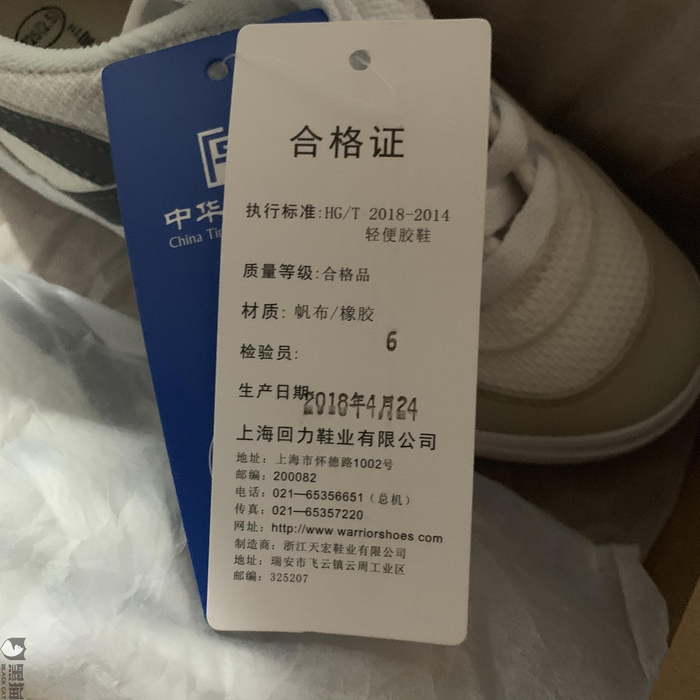 合格证
执行标准:HG/T 2018-2014
轻便胶鞋
质量等级:合格品
材质: 帆布/橡胶
检验员: 6
生产日期: 2018年4月24
上海回力鞋业有限公司
地址: 上海市怀德路1002号
邮编: 200082
电话: 021—65356651(总机)
传真: 021—65357220
网址: http://www.warriorshoes.com
制造商: 浙江天宏鞋业有限公司
地址: 瑞安市飞云镇云周工业区
邮编: 325207
中华
China
BLACK CAT